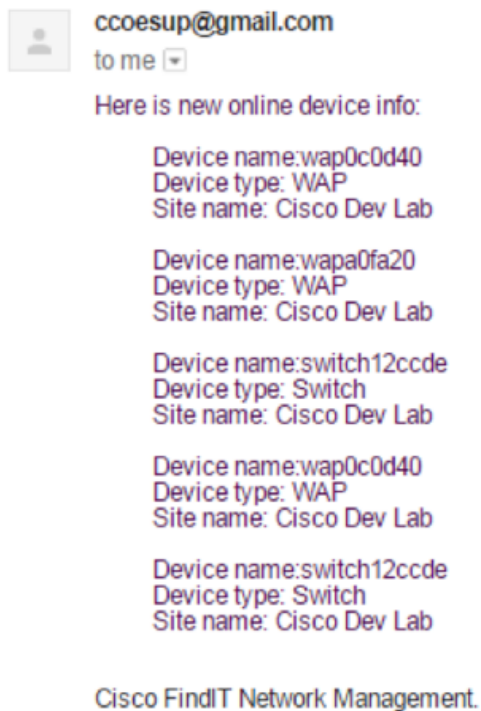 ccoesup@gmail.com
to me
Here is new online device info:
Device name:wap0c0d40
Device type: WAP
Site name: Cisco Dev Lab
Device name:wapa0fa20
Device type: WAP
Site name: Cisco Dev Lab
Device name:switch12ccde
Device type: Switch
Site name: Cisco Dev Lab
Device name:wap0c0d40
Device type: WAP
Site name: Cisco Dev Lab
Device name:switch12ccde
Device type: Switch
Site name: Cisco Dev Lab
Cisco FindIT Network Management.